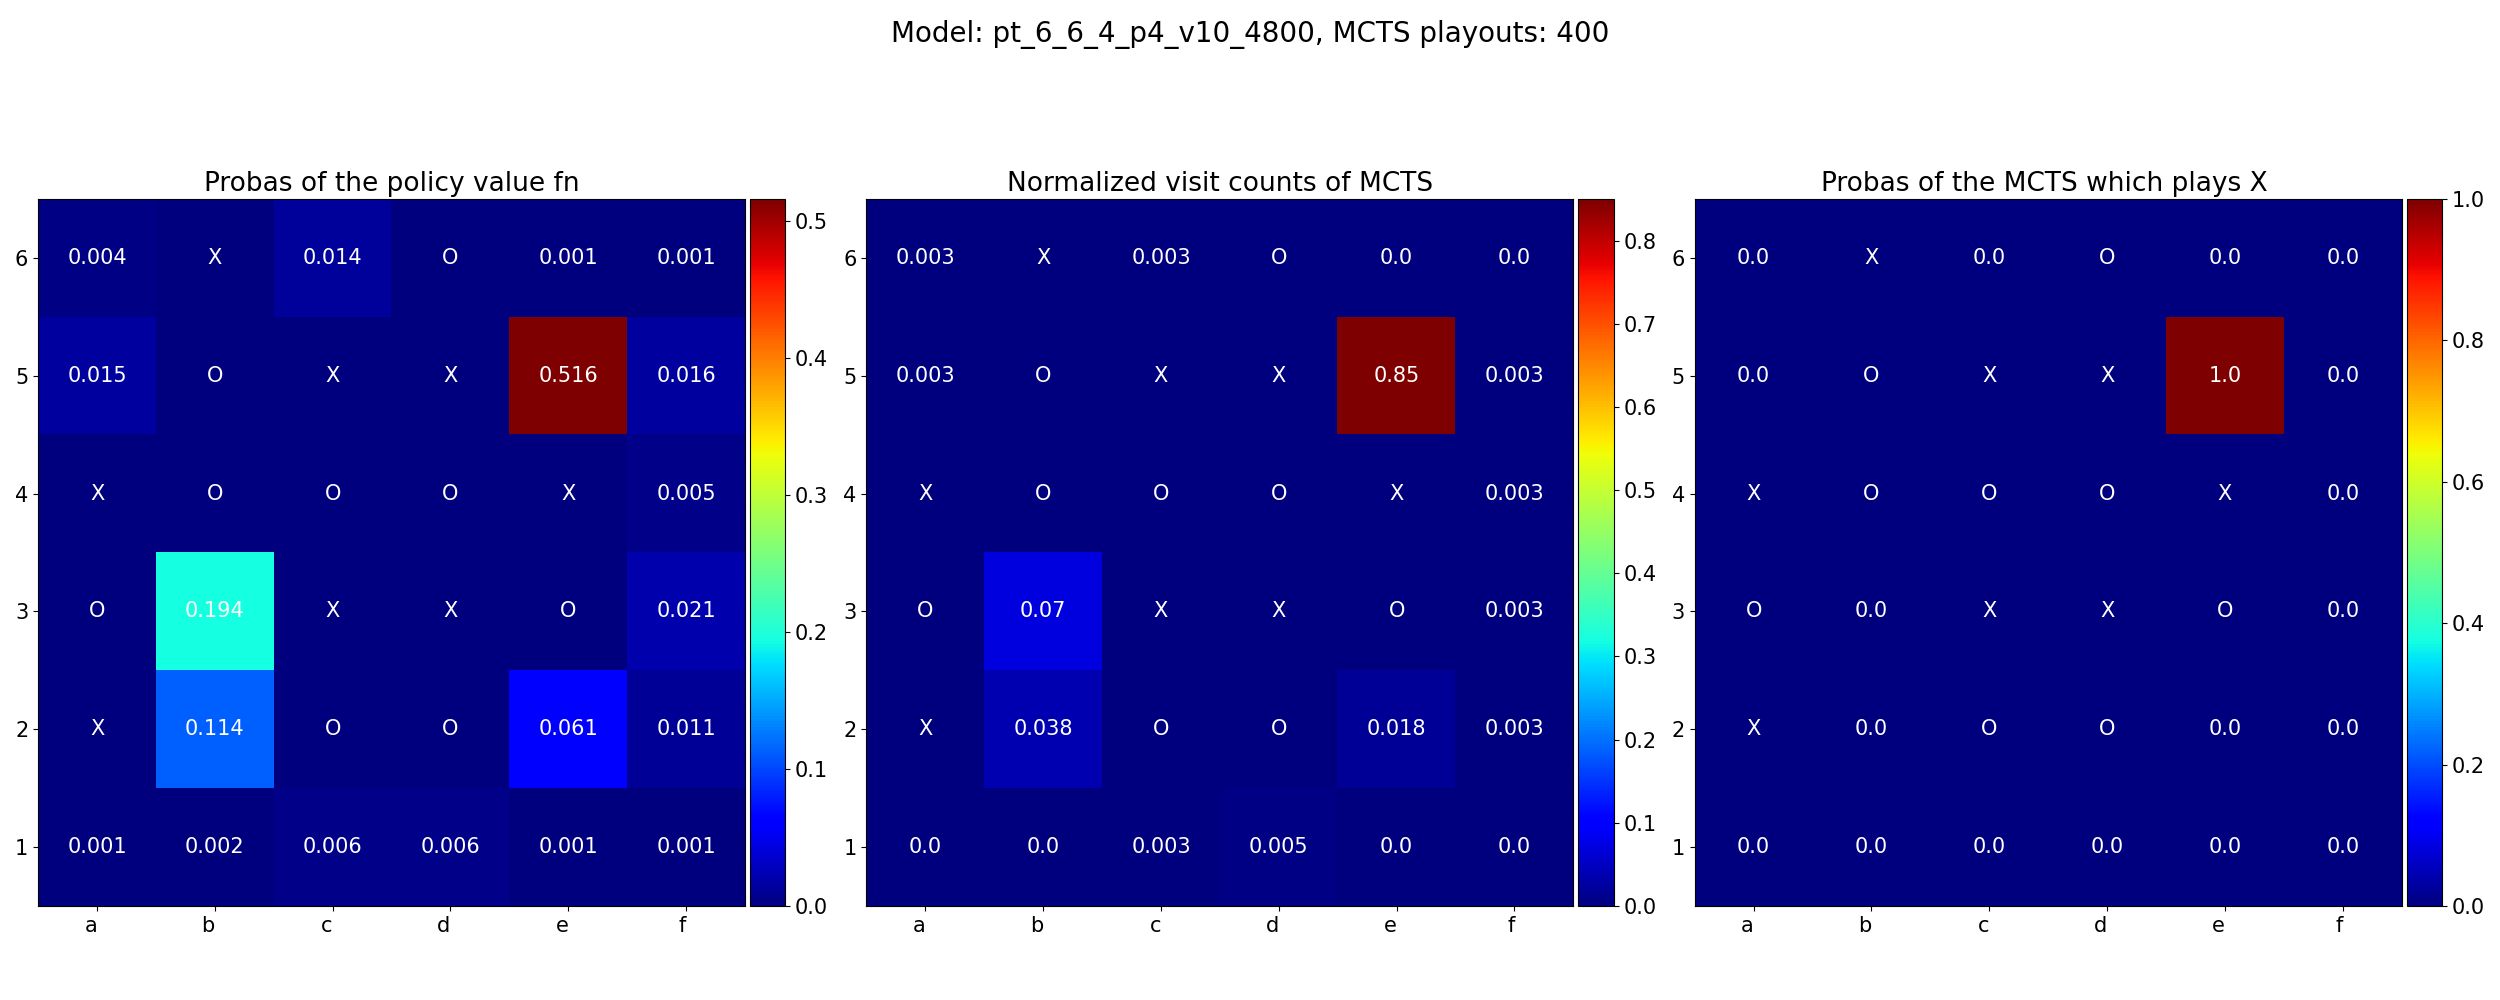 Model: pt_6_6_4_p4_v10_4800, MCTS playouts: 400
Probas of the policy value fn
6 0.004 X 0.014 O 0.001 0.001
5 0.015 O X X 0.516 0.016
4 X O O O X 0.005
3 O 0.194 X X O 0.021
2 X 0.114 O O 0.061 0.011
1 0.001 0.002 0.006 0.006 0.001 0.001
a b c d e f
0.5
0.4
0.3
0.2
0.1
0.0
Normalized visit counts of MCTS
6 0.003 X 0.003 O 0.0 0.0
5 0.003 O X X 0.85 0.003
4 X O O O X 0.003
3 O 0.07 X X O 0.003
2 X 0.038 O O 0.018 0.003
1 0.0 0.0 0.003 0.005 0.0 0.0
a b c d e f
0.8
0.7
0.6
0.5
0.4
0.3
0.2
0.1
0.0
Probas of the MCTS which plays X
6 0.0 X 0.0 O 0.0 0.0
5 0.0 O X X 1.0 0.0
4 X O O O X 0.0
3 O 0.0 X X O 0.0
2 X 0.0 O O 0.0 0.0
1 0.0 0.0 0.0 0.0 0.0 0.0
a b c d e f
1.0
0.8
0.6
0.4
0.2
0.0